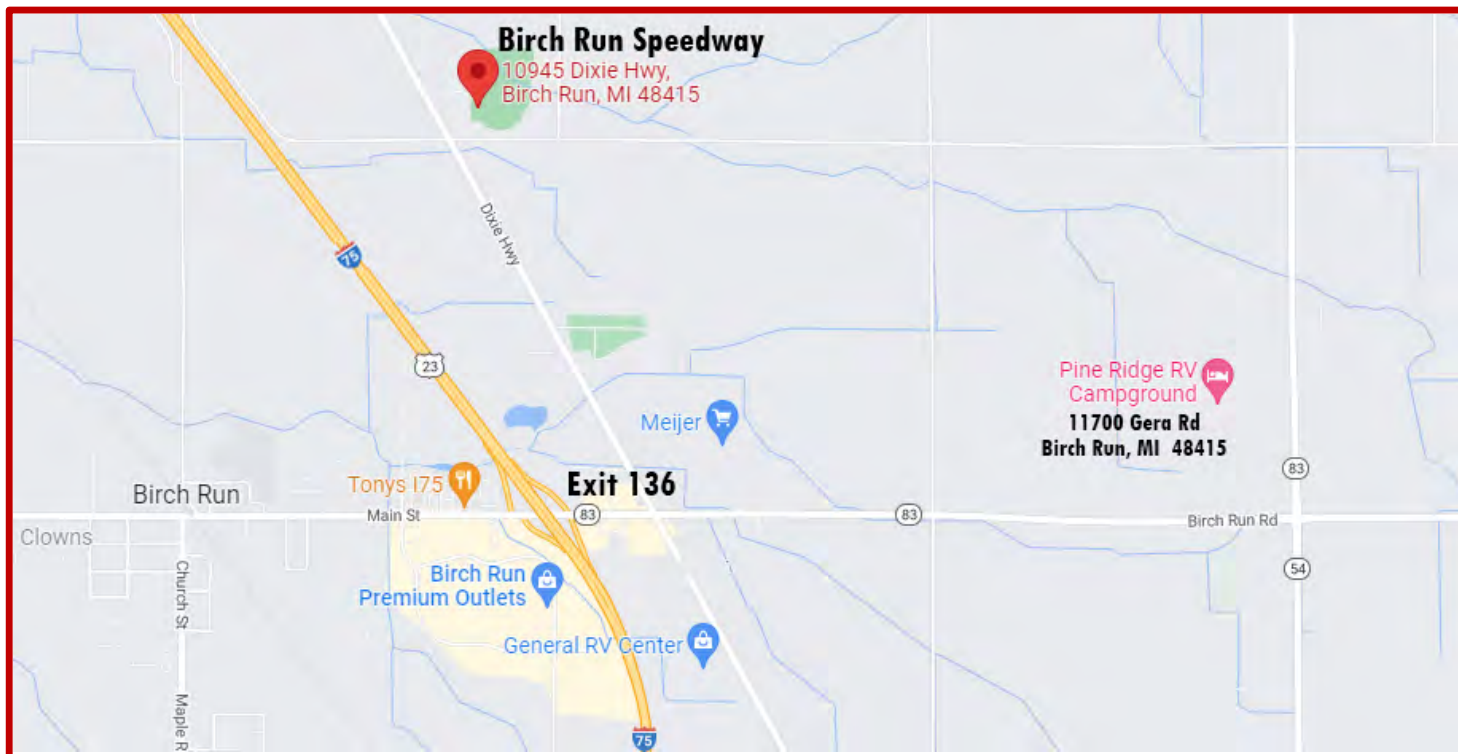 Birch Run Speedway
10945 Dixie Hwy,
Birch Run, MI 48415
Dixie Hwy
75
23
Pine Ridge RV
Campground
11700 Gera Rd
Birch Run, MI  48415
Meijer
83
Tonys I75
Exit 136
Birch Run
Main St
83
83
Birch Run Rd
Clowns
54
Church St
Birch Run
Premium Outlets
General RV Center
Maple R
75